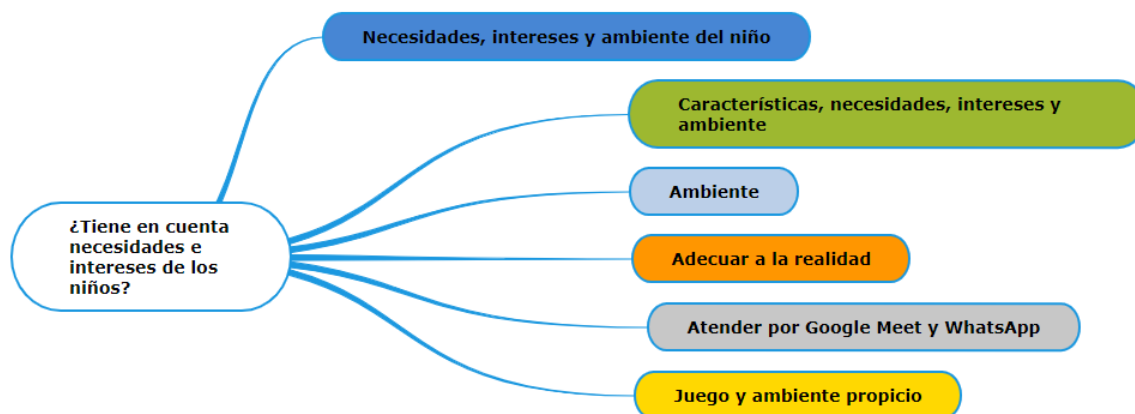 Necesidades, intereses y ambiente del niño
Características, necesidades, intereses y
ambiente
Ambiente
¿Tiene en cuenta
necesidades e
intereses de los
niños?
Adecuar a la realidad
Atender por Google Meet y WhatsApp
Juego y ambiente propicio